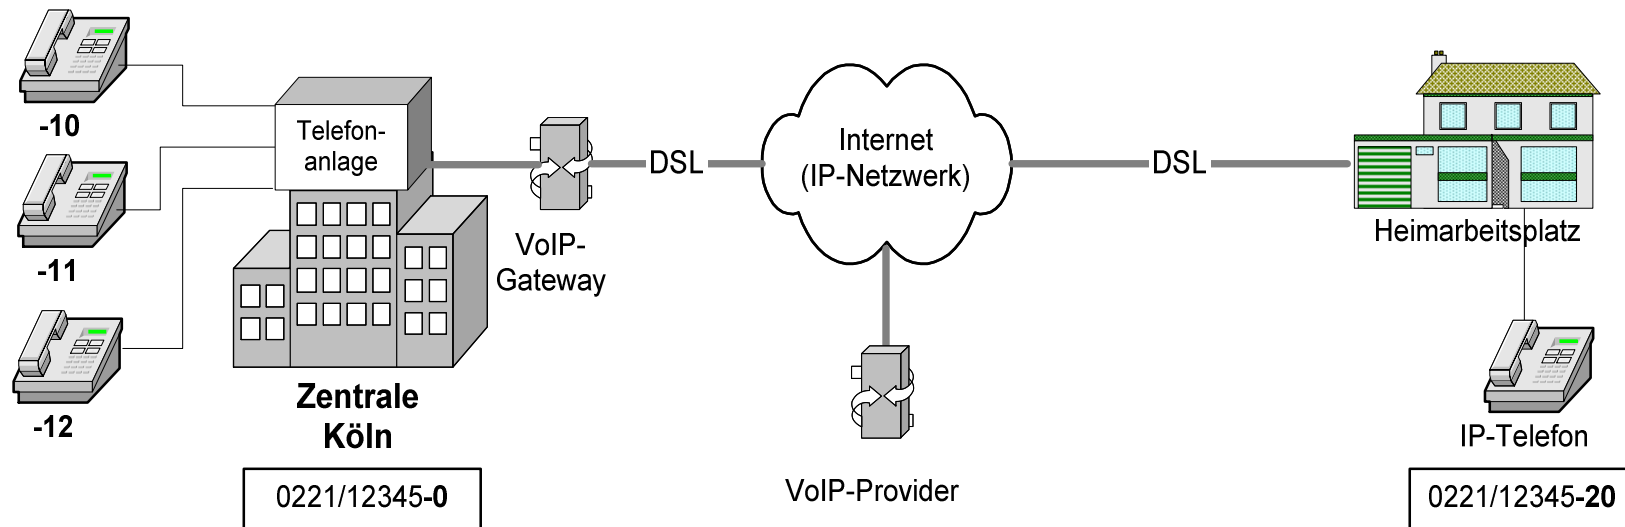 -10
-11
-12
Telefon-
anlage
Zentrale
Köln
0221/12345-0
VoIP-
Gateway
DSL
Internet
(IP-Netzwerk)
VoIP-Provider
DSL
Heimarbeitsplatz
IP-Telefon
0221/12345-20